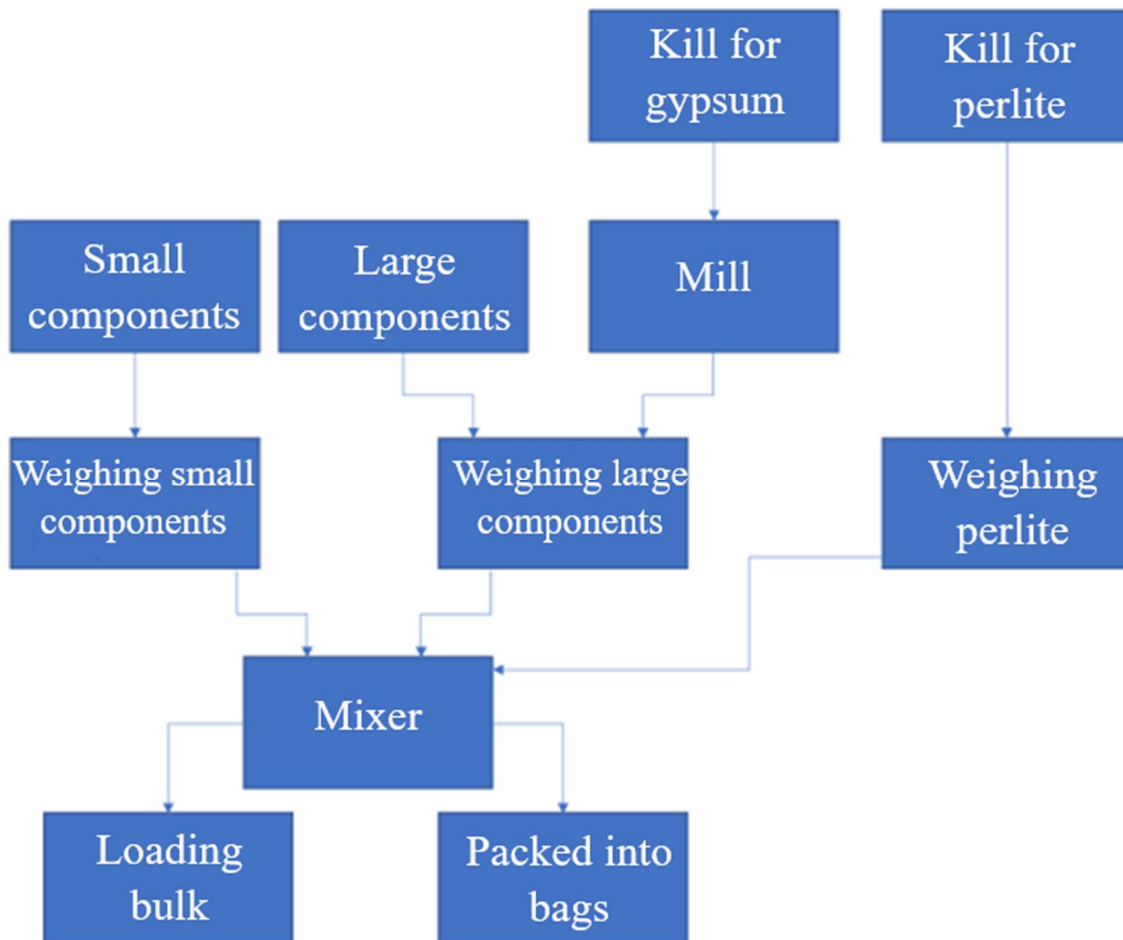 Kill for
gypsum
Kill for
perlite
Small
components
Large
components
Mill
Weighing small
components
Weighing large
components
Weighing
perlite
Mixer
Loading
bulk
Packed into
bags